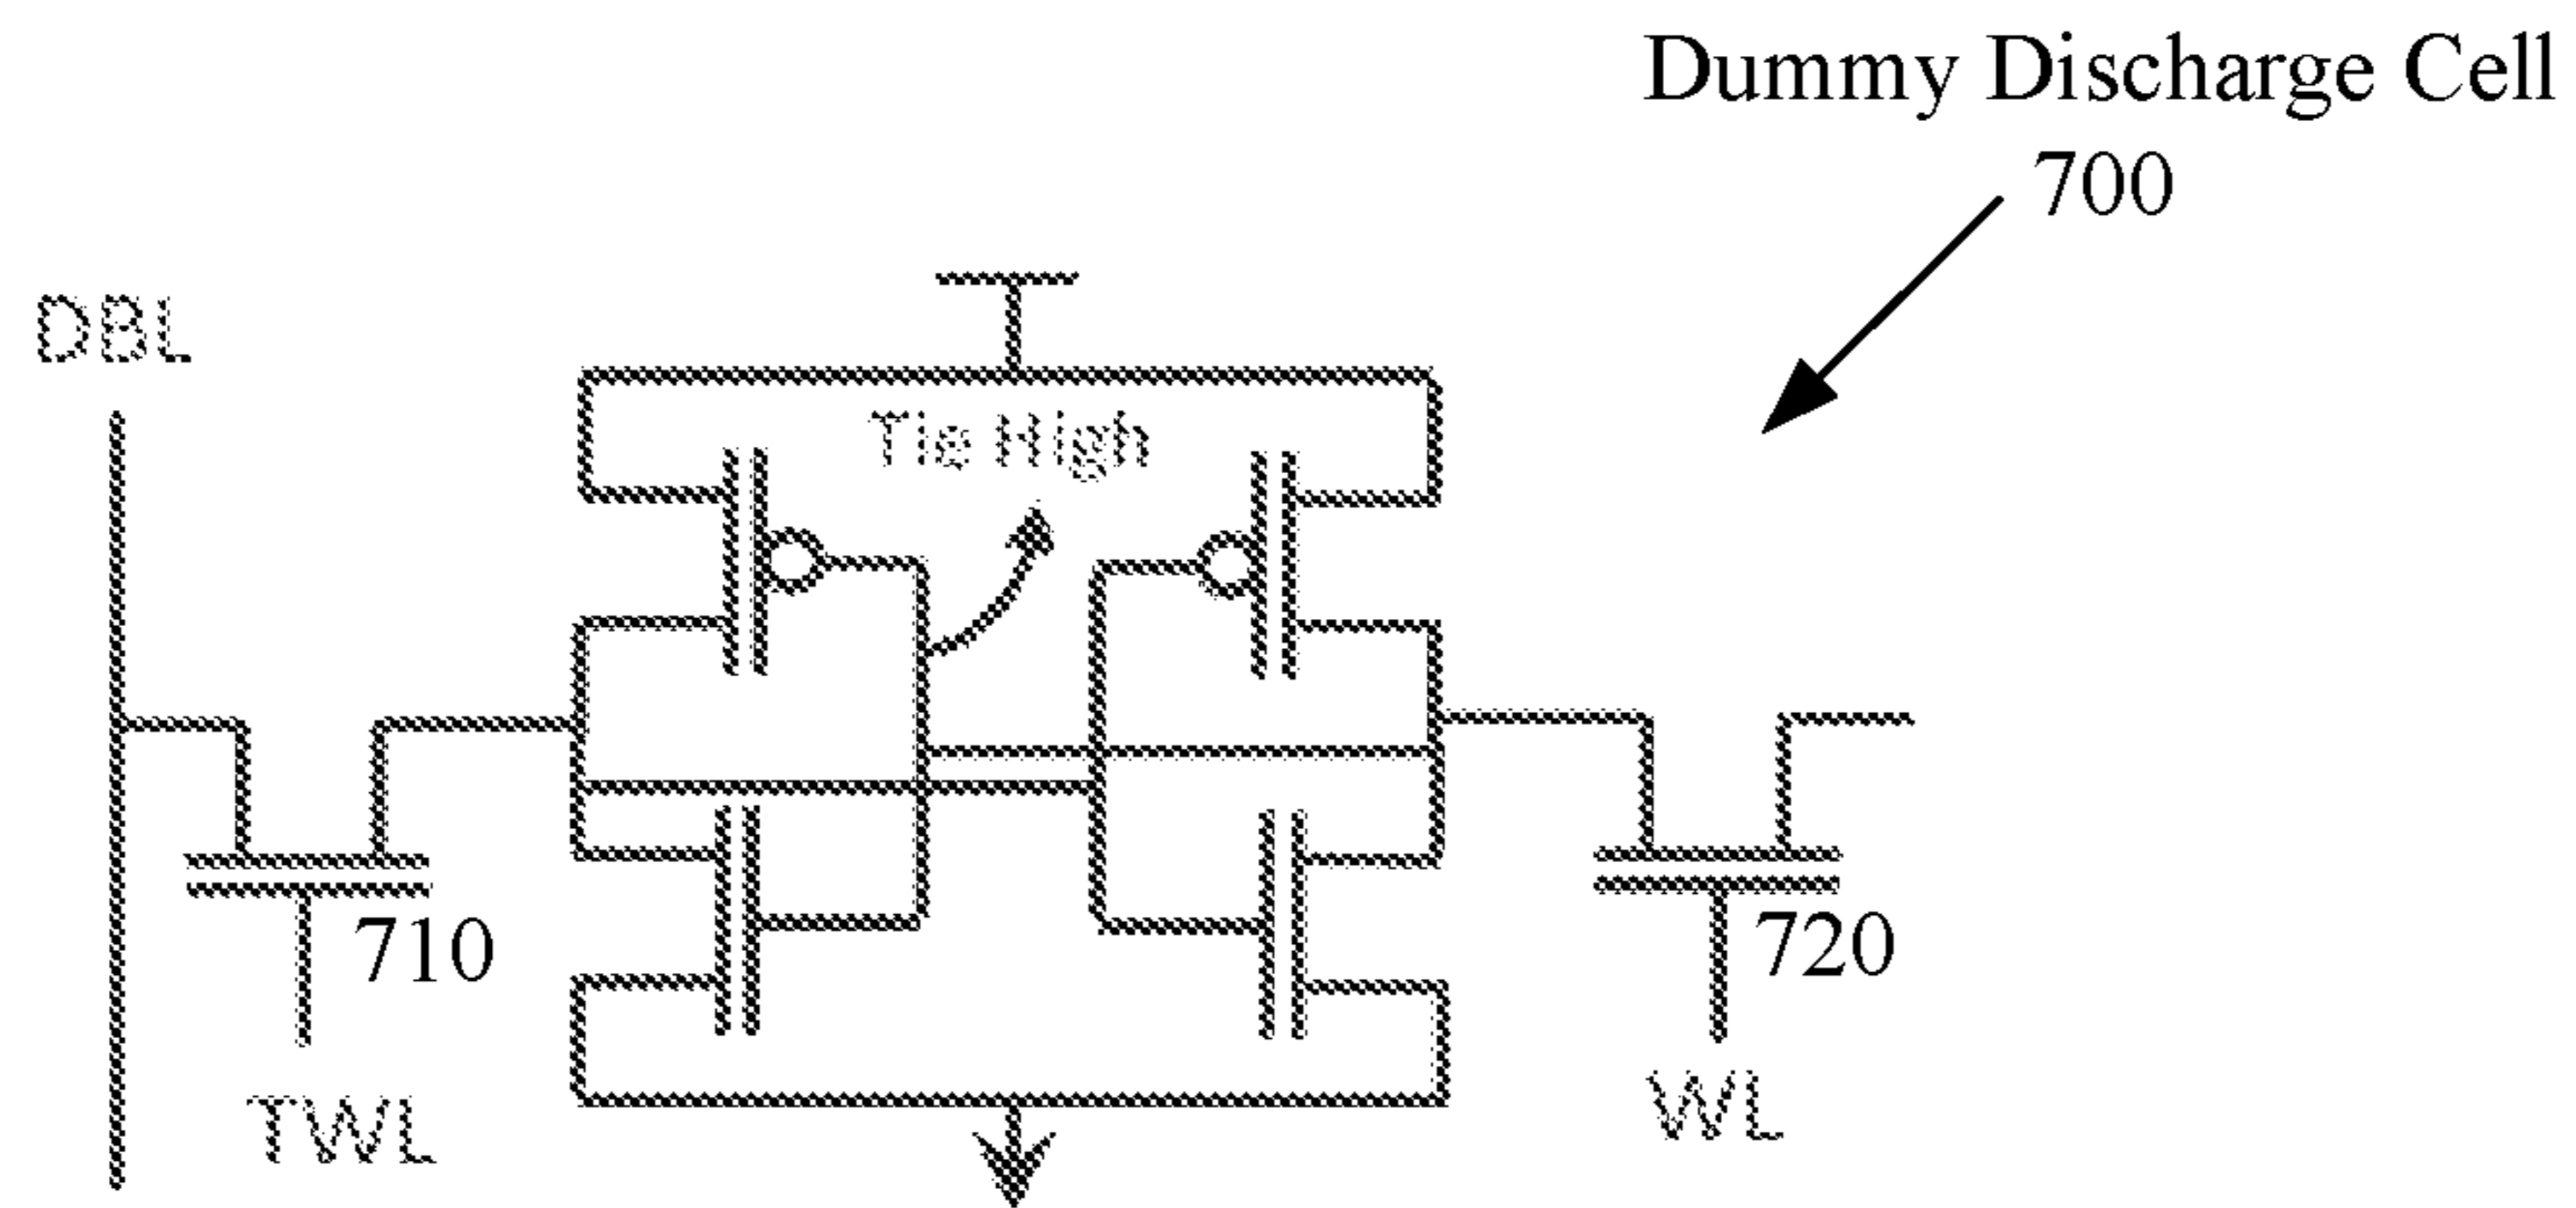 Dummy Discharge Cell
700
DBL
Tie High
710
720
TWL
WL